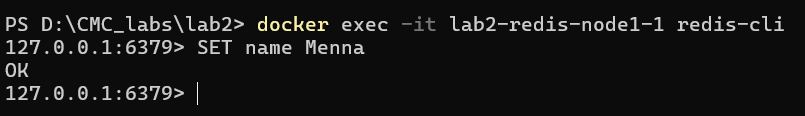 PS D:\CMC_labs\lab2> docker exec -it lab2-redis-node1-1 redis-cli
127.0.0.1:6379> SET name Menna
OK
127.0.0.1:6379>